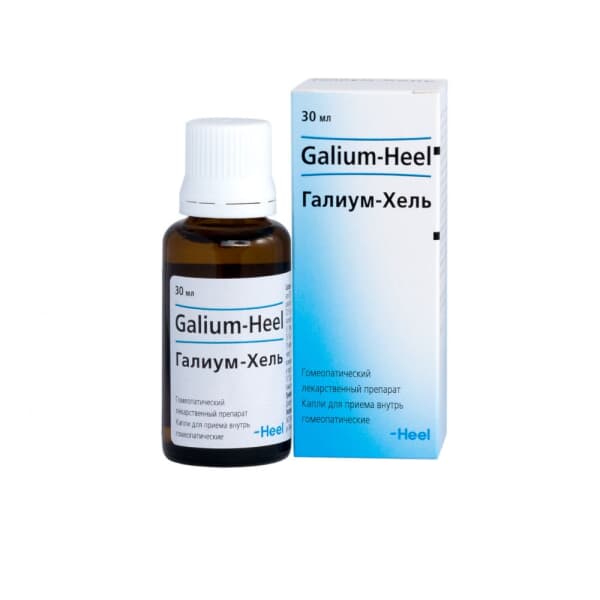 30 мл
Galium-Heel
Галиум-Хель
Гомеопатический
лекарственный препарат
Капли для приёма внутрь
гомеопатические
-Heel
30 мл
Galium-Heel
Галиум-Хель
Гомеопатический
лекарственный препарат
Капли для приема внутрь
гомеопатические
-Heel